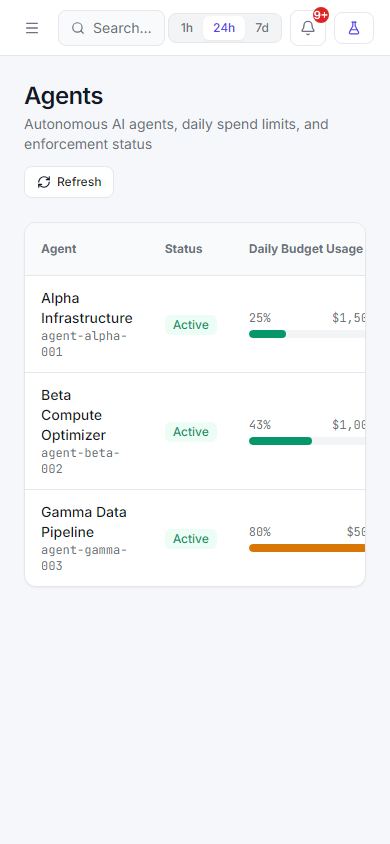 Search...
1h
24h
7d
9+
Agents
Autonomous AI agents, daily spend limits, and
enforcement status
Refresh
Agent
Status
Daily Budget Usage
Alpha
Infrastructure
agent-alpha-
001
Active
25%
Beta
Compute
Optimizer
agent-beta-
002
Active
43%
Gamma Data
Pipeline
agent-gamma-
003
Active
80%